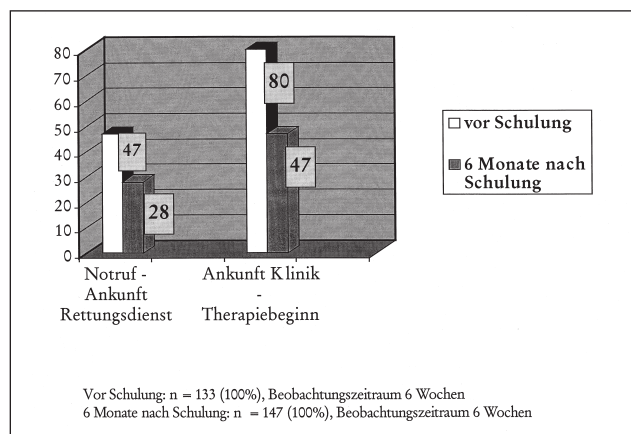 80
70
60
50
40
30
20
10
0
47
28
80
47
Notruf -
Ankunft
Rettungsdienst
Ankunft Klinik
-
Therapiebeginn
vor Schulung
6 Monate nach
Schulung
Vor Schulung: n = 133 (100%), Beobachtungszeitraum 6 Wochen
6 Monate nach Schulung: n = 147 (100%), Beobachtungszeitraum 6 Wochen